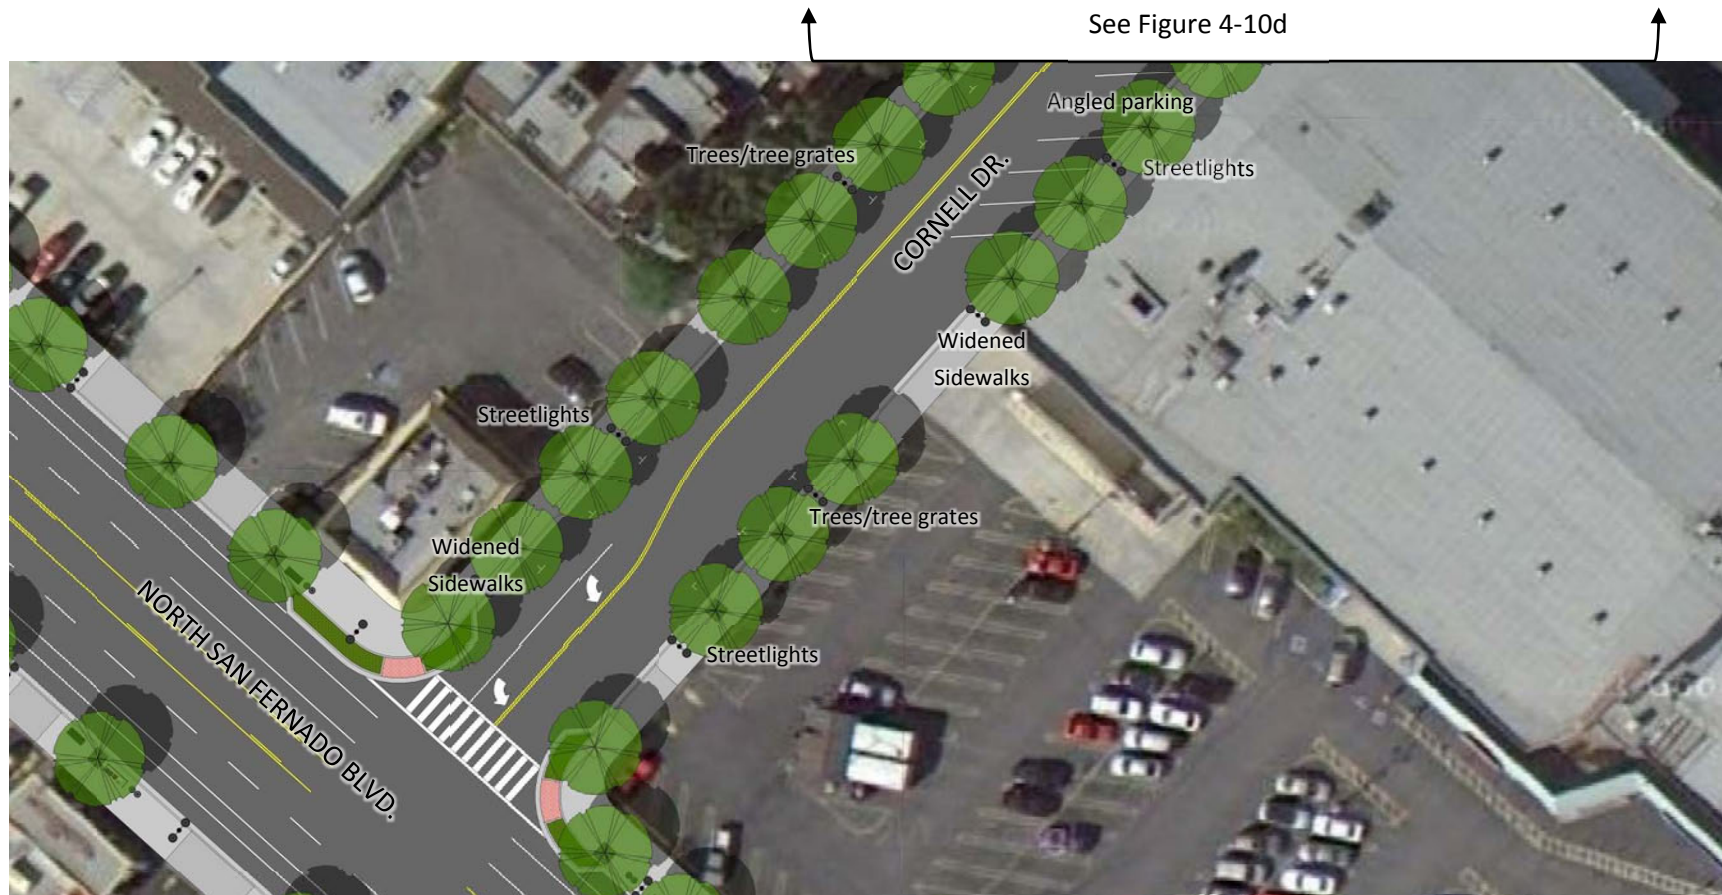 See Figure 4-10d
Angled parking
Trees/tree grates
Streetlights
CORNELL DR.
Widened
Sidewalks
Streetlights
Trees/tree grates
Widened
Sidewalks
NORTH SAN FERNADO BLVD.
Streetlights